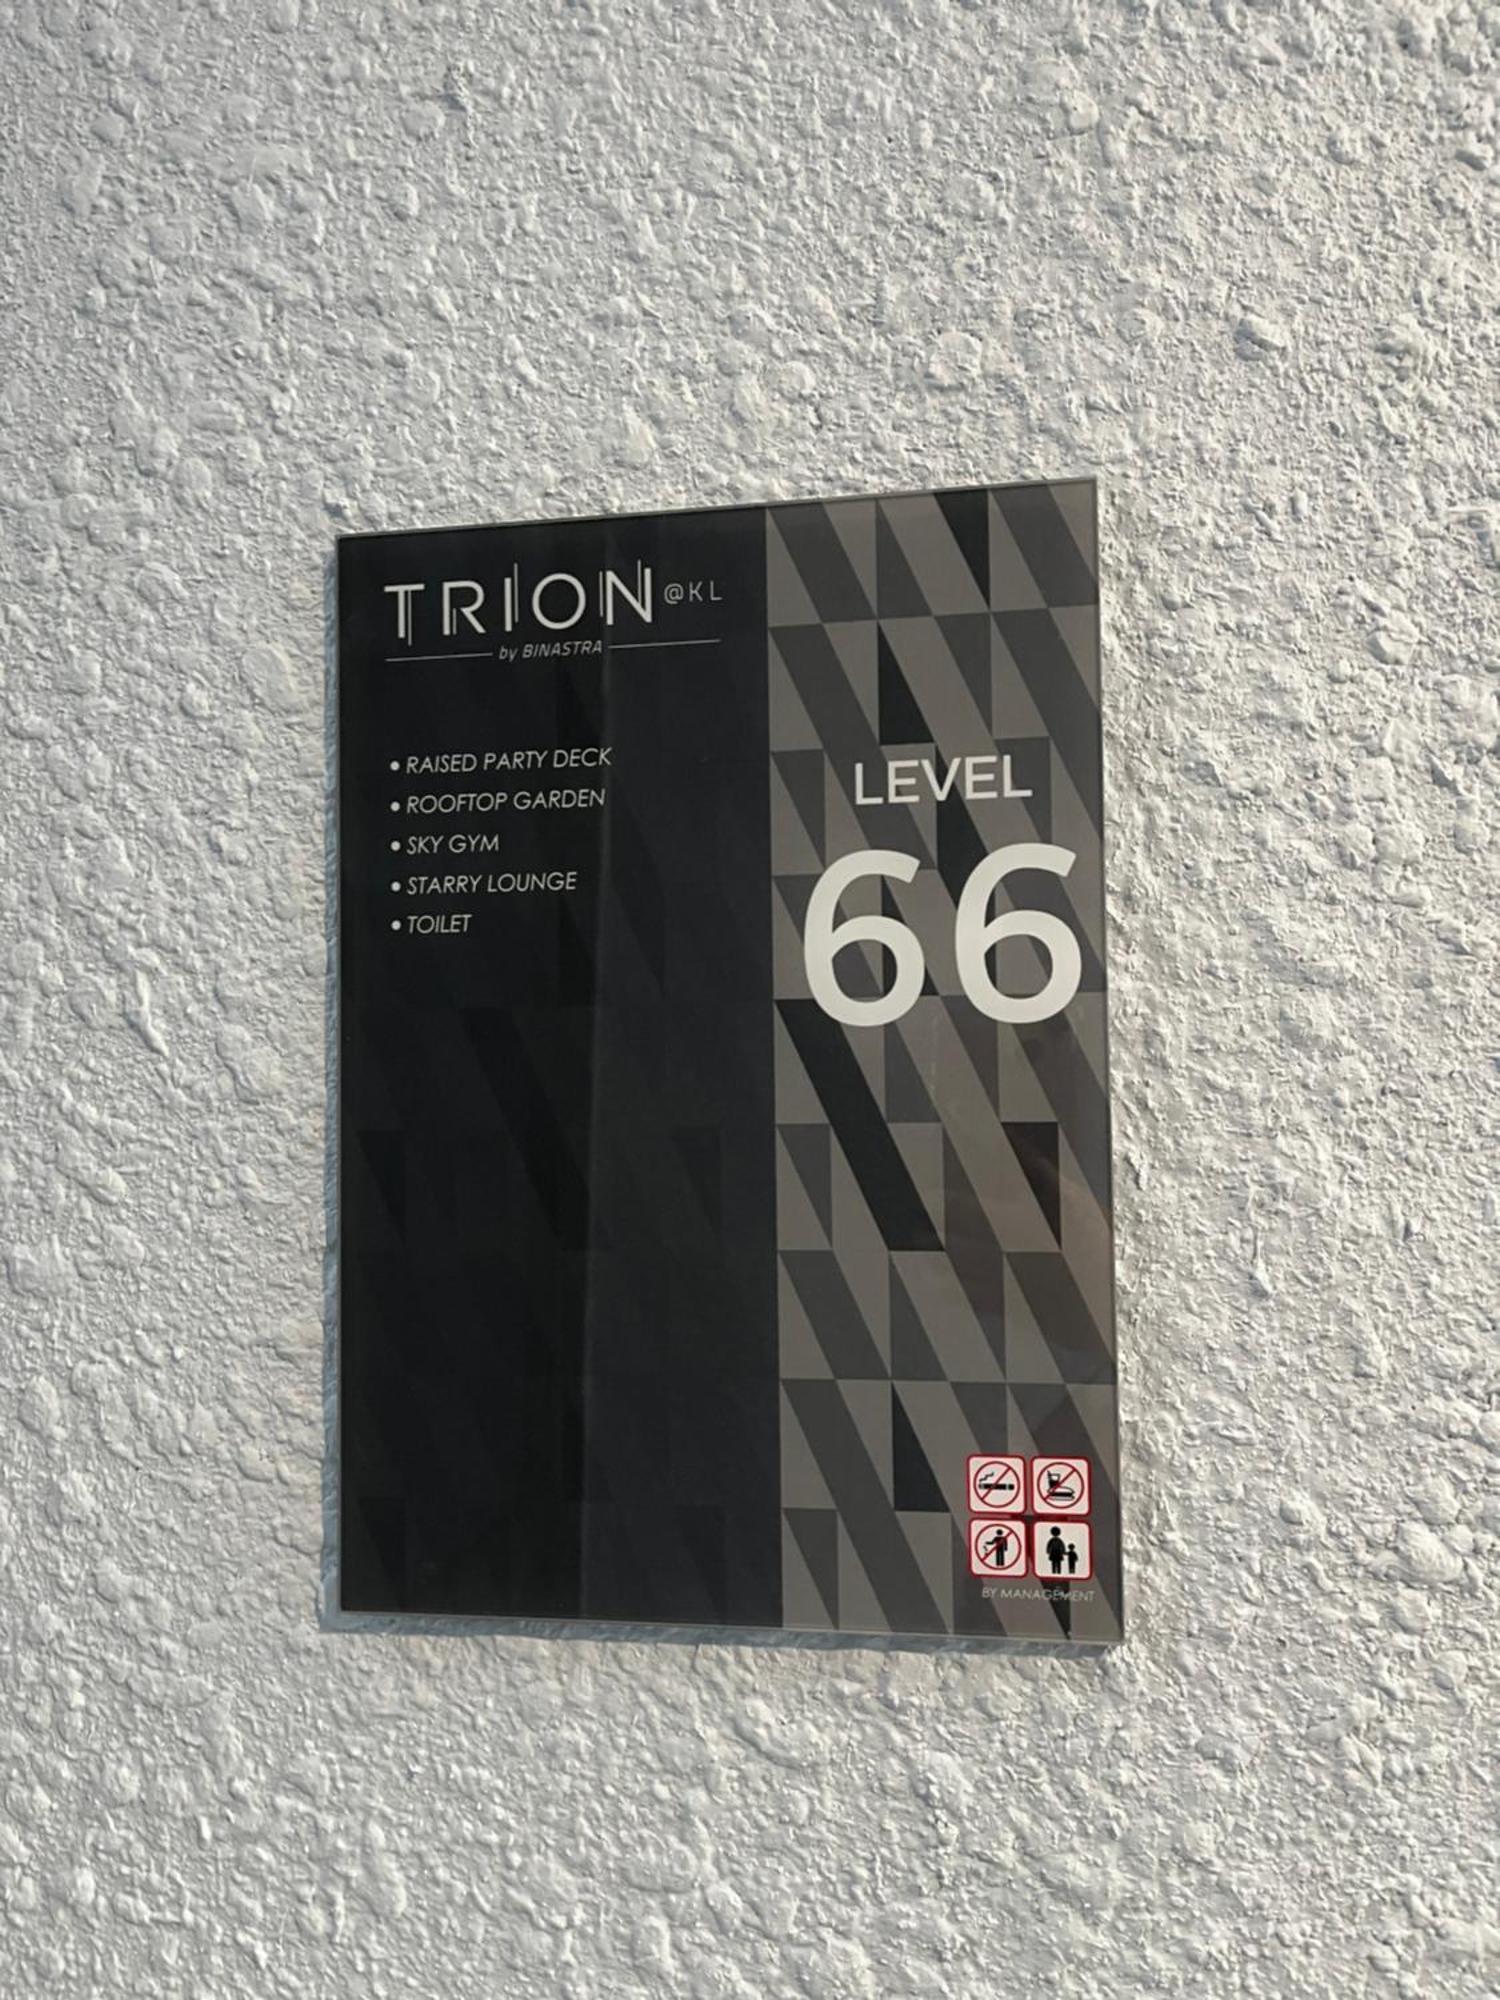 TRION @KL
by BINASTRA
• RAISED PARTY DECK
• ROOFTOP GARDEN
• SKY GYM
• STARRY LOUNGE
• TOILET
LEVEL
66
BY MANAGEMENT